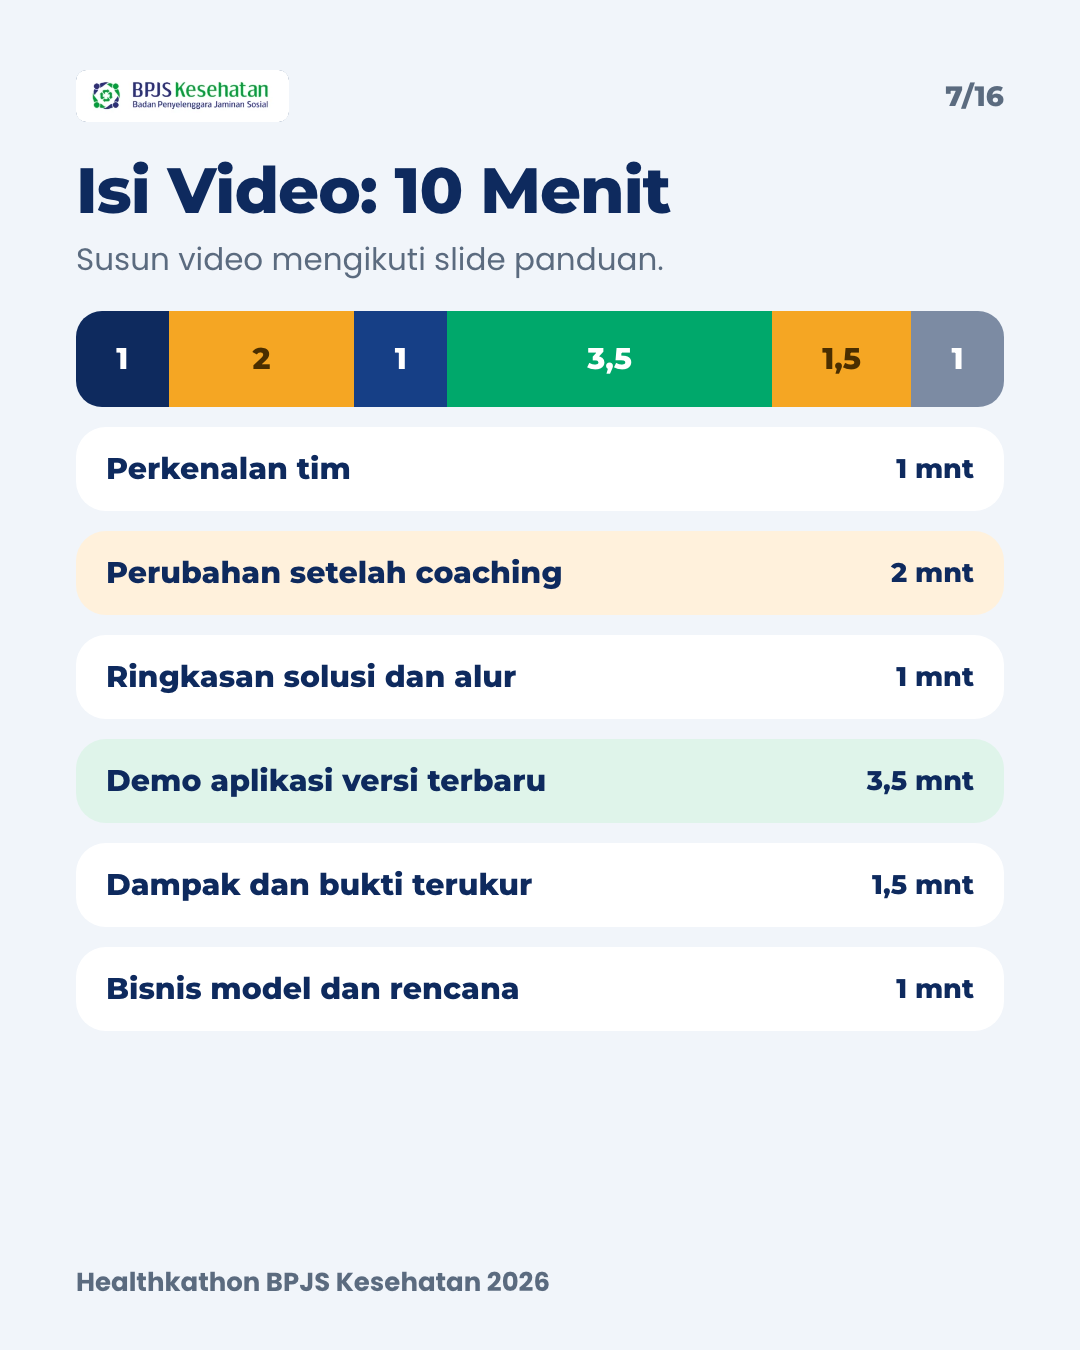 BPJS Kesehatan
Badan Penyelenggara Jaminan Sosial
7/16
Isi Video: 10 Menit
Susun video mengikuti slide panduan.
1 2 1 3,5 1,5 1
Perkenalan tim 1 mnt
Perubahan setelah coaching 2 mnt
Ringkasan solusi dan alur 1 mnt
Demo aplikasi versi terbaru 3,5 mnt
Dampak dan bukti terukur 1,5 mnt
Bisnis model dan rencana 1 mnt
Healthkathon BPJS Kesehatan 2026